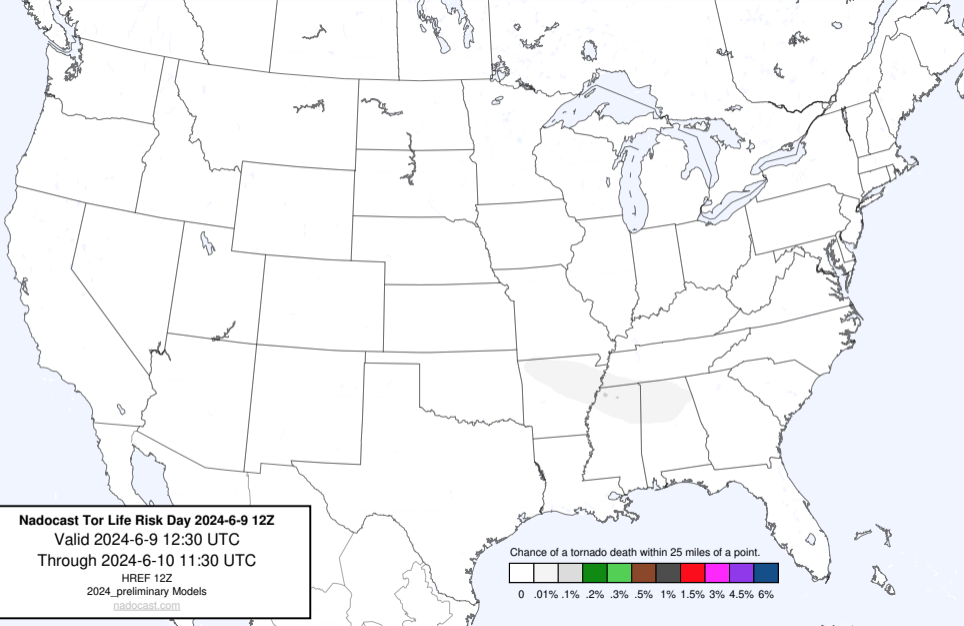 Nadocast Tor Life Risk Day 2024-6-9 12Z
Valid 2024-6-9 12:30 UTC
Through 2024-6-10 11:30 UTC
HREF 12Z
2024_preliminary Models
nadocast.com
Chance of a tornado death within 25 miles of a point.
0 .01% .1% .2% .3% .5% 1% 1.5% 3% 4.5% 6%